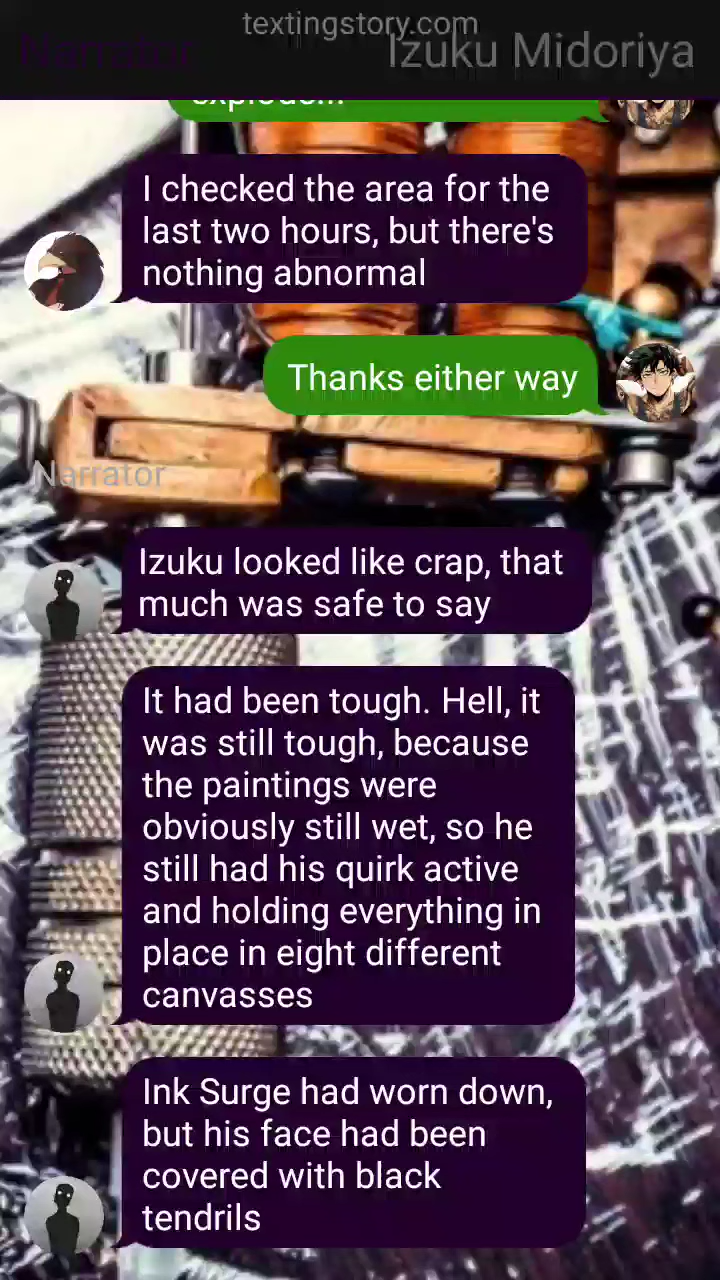 textingstory.com
Narrator
Izuku Midoriya
explode...
I checked the area for the
last two hours, but there's
nothing abnormal
Thanks either way
Narrator
Izuku looked like crap, that
much was safe to say
It had been tough. Hell, it
was still tough, because
the paintings were
obviously still wet, so he
still had his quirk active
and holding everything in
place in eight different
canvasses
Ink Surge had worn down,
but his face had been
covered with black
tendrils